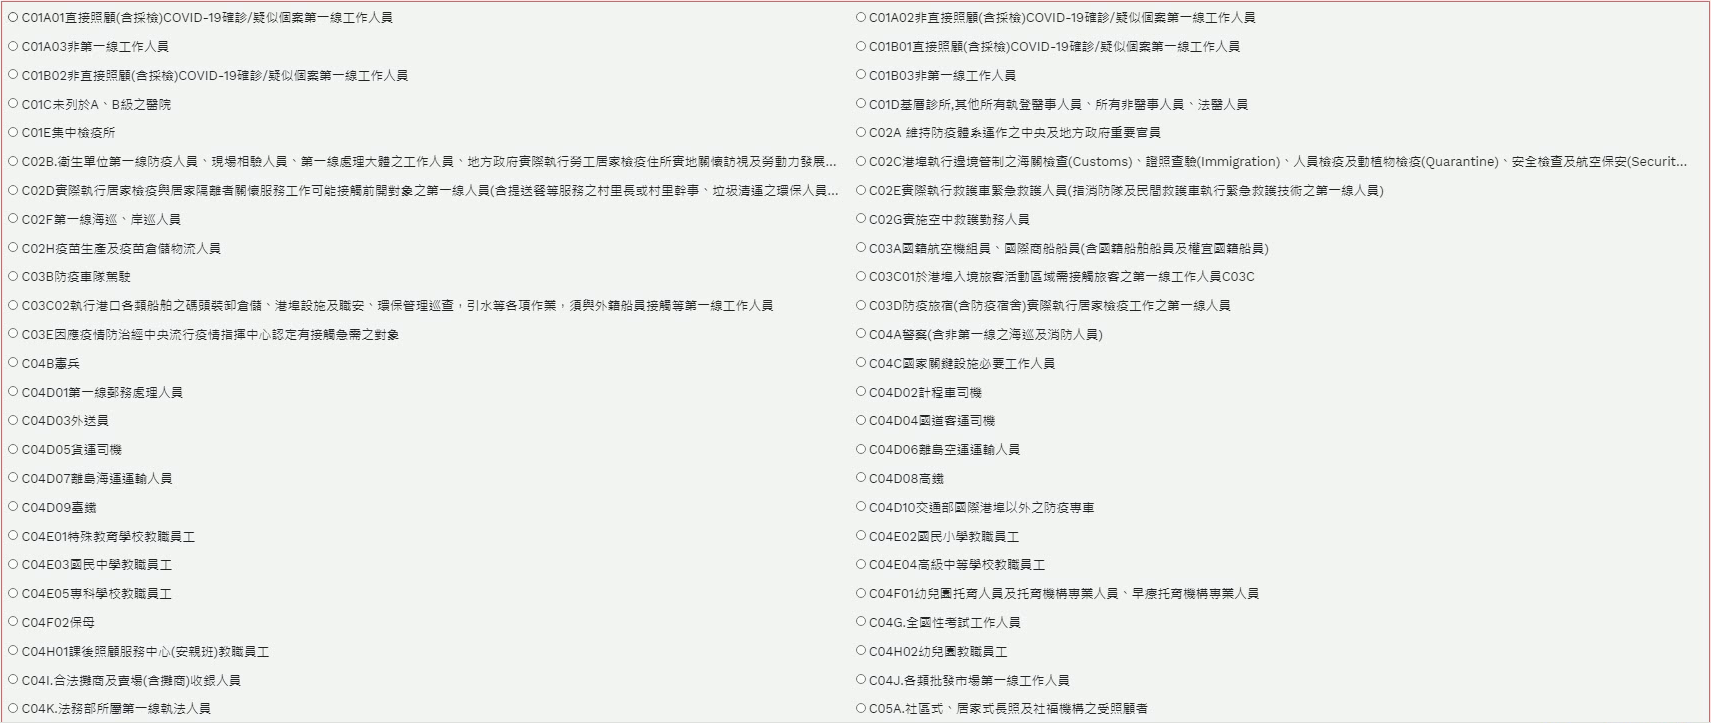 C01A01直接照顧(含採檢)COVID-19確診/疑似個案第一線工作人員
C01A02非直接照顧(含採檢)COVID-19確診/疑似個案第一線工作人員
C01A03非第一線工作人員
C01B01直接照顧(含採檢)COVID-19確診/疑似個案第一線工作人員
C01B02非直接照顧(含採檢)COVID-19確診/疑似個案第一線工作人員
C01B03非第一線工作人員
C01C未列於A、B級之醫院
C01D基層診所,其他所有執登醫事人員、所有非醫事人員、法醫人員
C01E集中檢疫所
C02A 維持防疫體系運作之中央及地方政府重要官員
C02B.衛生單位第一線防疫人員、現場相驗人員、第一線處理大體之工作人員、地方政府實際執行勞工居家檢疫住所實地關懷訪視及勞動力發展...
C02C港埠執行邊境管制之海關檢查(Customs)、證照查驗(Immigration)、人員檢疫及動植物檢疫(Quarantine)、安全檢查及航空保安(Securit...
C02D實際執行居家檢疫與居家隔離者關懷服務工作可能接觸前開對象之第一線人員(含提送餐等服務之村里長或村里幹事、垃圾清運之環保人員...
C02E實際執行救護車緊急救護人員(指消防隊及民間救護車執行緊急救護技術之第一線人員)
C02F第一線海巡、岸巡人員
C02G實施空中救護勤務人員
C02H疫苗生產及疫苗倉儲物流人員
C03A國籍航空機組員、國際商船船員(含國籍船舶船員及權宜國籍船員)
C03B防疫車隊駕駛
C03C01於港埠入境旅客活動區域需接觸旅客之第一線工作人員C03C
C03C02執行港口各類船舶之碼頭裝卸倉儲、港埠設施及職安、環保管理巡查，引水等各項作業，須與外籍船員接觸等第一線工作人員
C03D防疫旅宿(含防疫宿舍)實際執行居家檢疫工作之第一線人員
C03E因應疫情防治經中央流行疫情指揮中心認定有接觸急需之對象
C04A警察(含非第一線之海巡及消防人員)
C04B憲兵
C04C國家關鍵設施必要工作人員
C04D01第一線郵務處理人員
C04D02計程車司機
C04D03外送員
C04D04國道客運司機
C04D05貨運司機
C04D06離島空運運輸人員
C04D07離島海運運輸人員
C04D08高鐵
C04D09臺鐵
C04D10交通部國際港埠以外之防疫專車
C04E01特殊教育學校教職員工
C04E02國民小學教職員工
C04E03國民中學教職員工
C04E04高級中等學校教職員工
C04E05專科學校教職員工
C04F01幼兒園托育人員及托育機構專業人員、早療托育機構專業人員
C04F02保母
C04G.全國性考試工作人員
C04H01課後照顧服務中心(安親班)教職員工
C04H02幼兒園教職員工
C04I.合法攤商及賣場(含攤商)收銀人員
C04J.各類批發市場第一線工作人員
C04K.法務部所屬第一線執法人員
C05A.社區式、居家式長照及社福機構之受照顧者